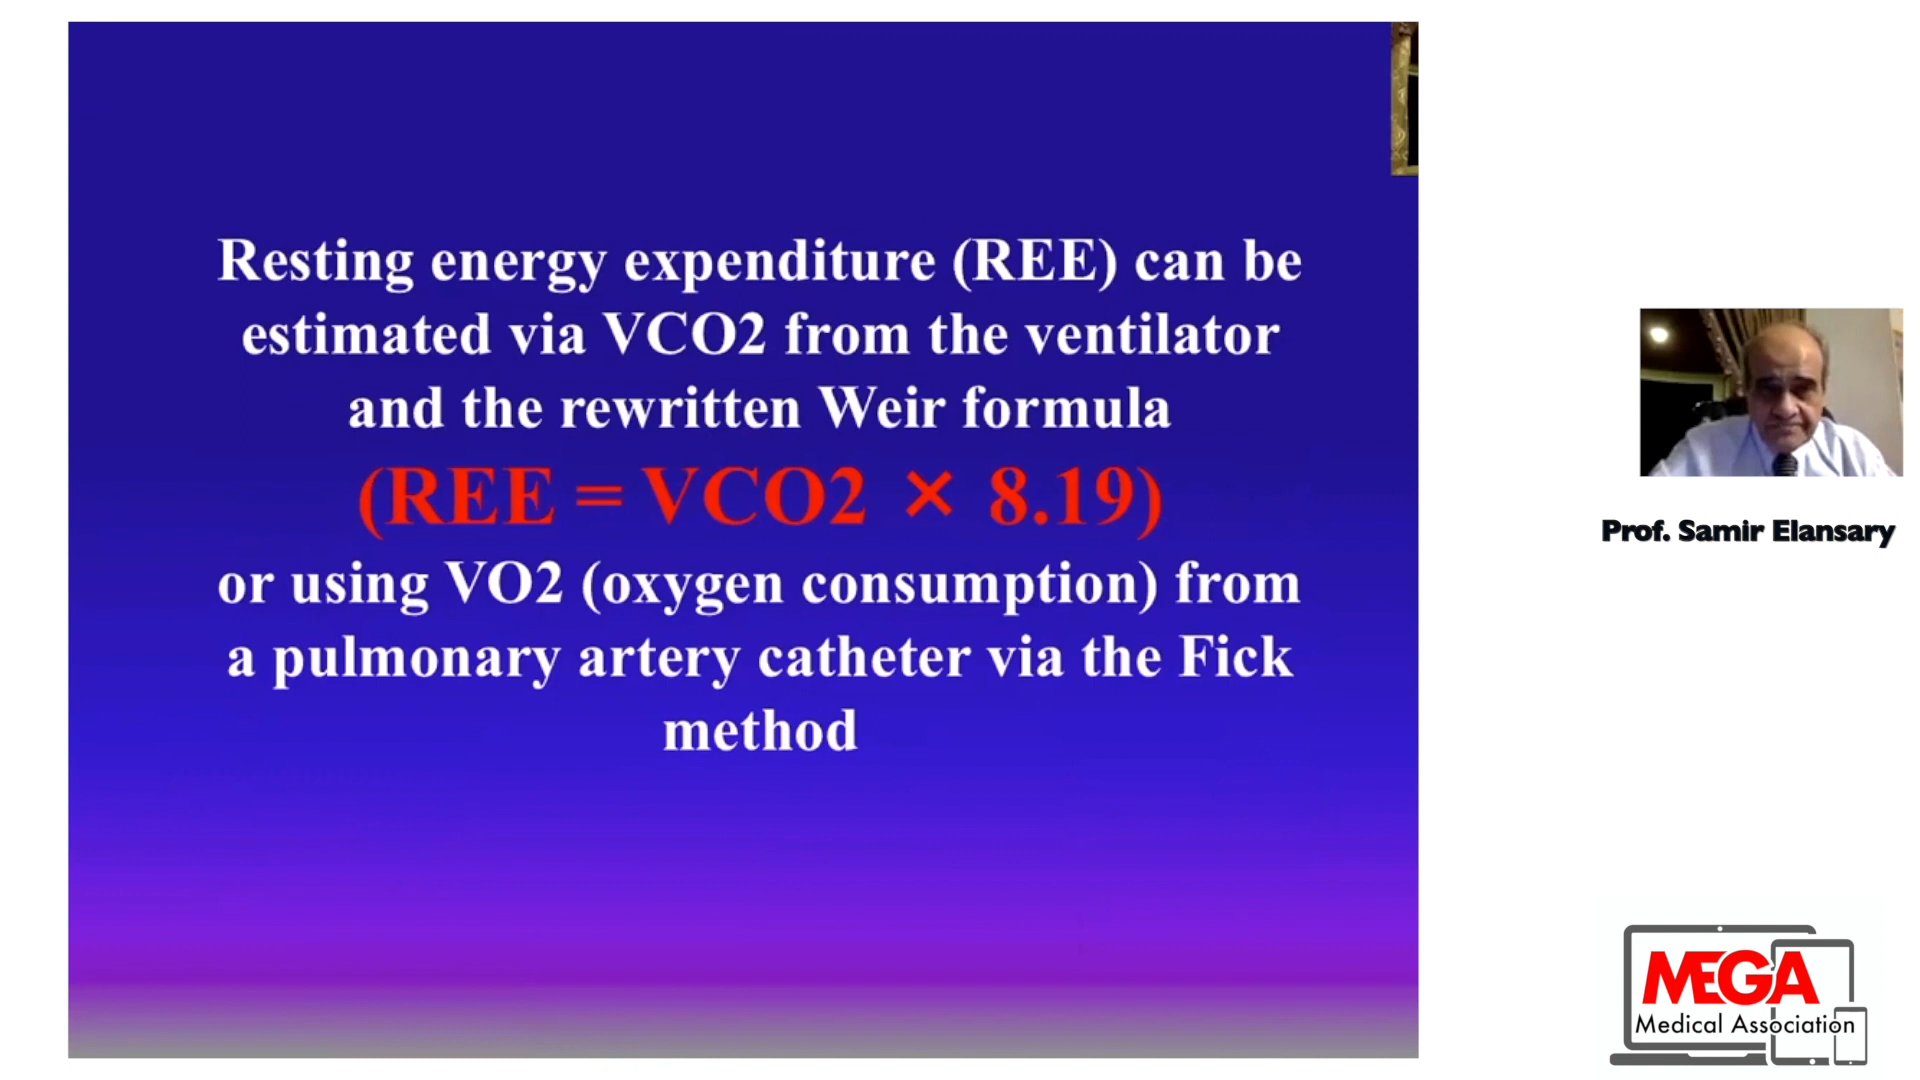 Resting energy expenditure (REE) can be
estimated via VCO2 from the ventilator
and the rewritten Weir formula
(REE = VCO2 × 8.19)
or using VO2 (oxygen consumption) from
a pulmonary artery catheter via the Fick
method
Prof. Samir Elansary
MEGA
Medical Association